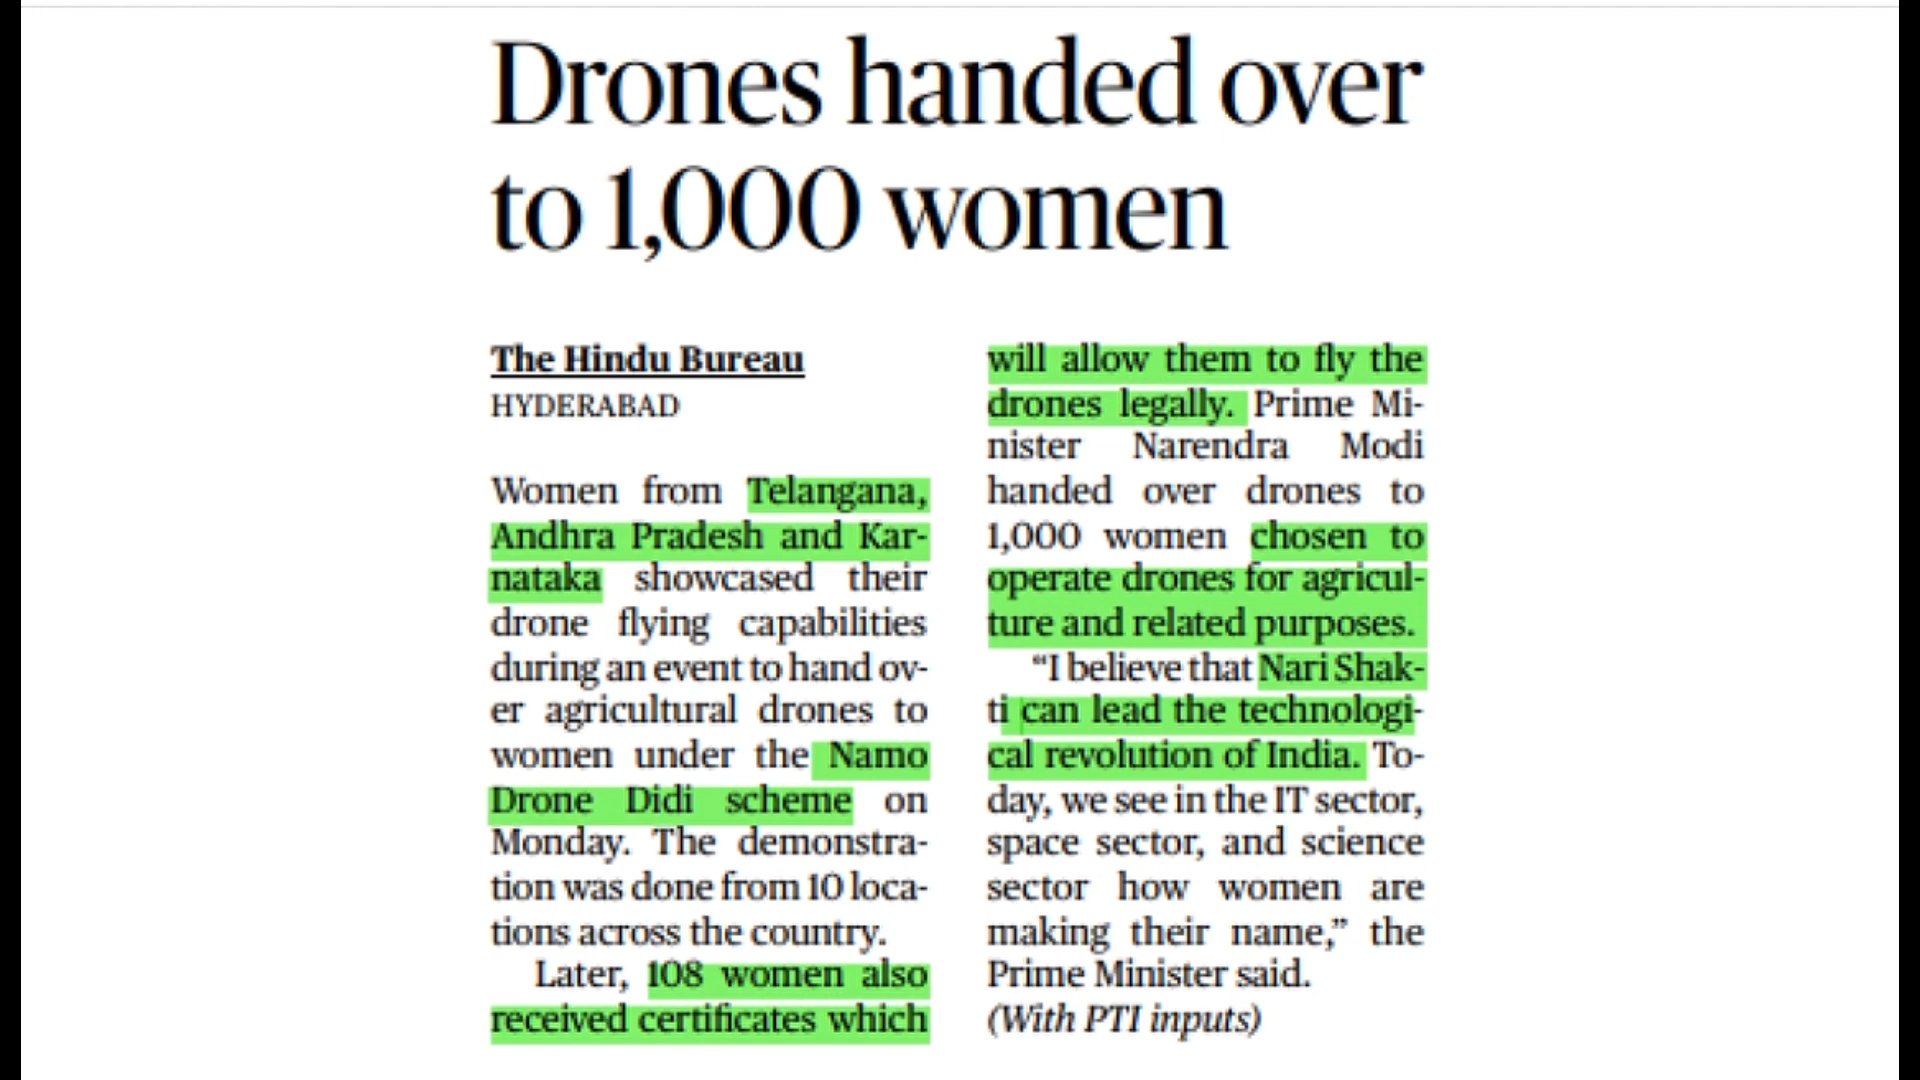 Drones handed over
to 1,000 women
The Hindu Bureau
HYDERABAD
Women from Telangana,
Andhra Pradesh and Kar-
nataka showcased their
drone flying capabilities
during an event to hand ov-
er agricultural drones to
women under the Namo
Drone Didi scheme on
Monday. The demonstra-
tion was done from 10 loca-
tions across the country.
Later, 108 women also
received certificates which
will allow them to fly the
drones legally. Prime Mi-
nister Narendra Modi
handed over drones to
1,000 women chosen to
operate drones for agricul-
ture and related purposes.
“I believe that Nari Shak-
ti can lead the technologi-
cal revolution of India. To-
day, we see in the IT sector,
space sector, and science
sector how women are
making their name,” the
Prime Minister said.
(With PTI inputs)